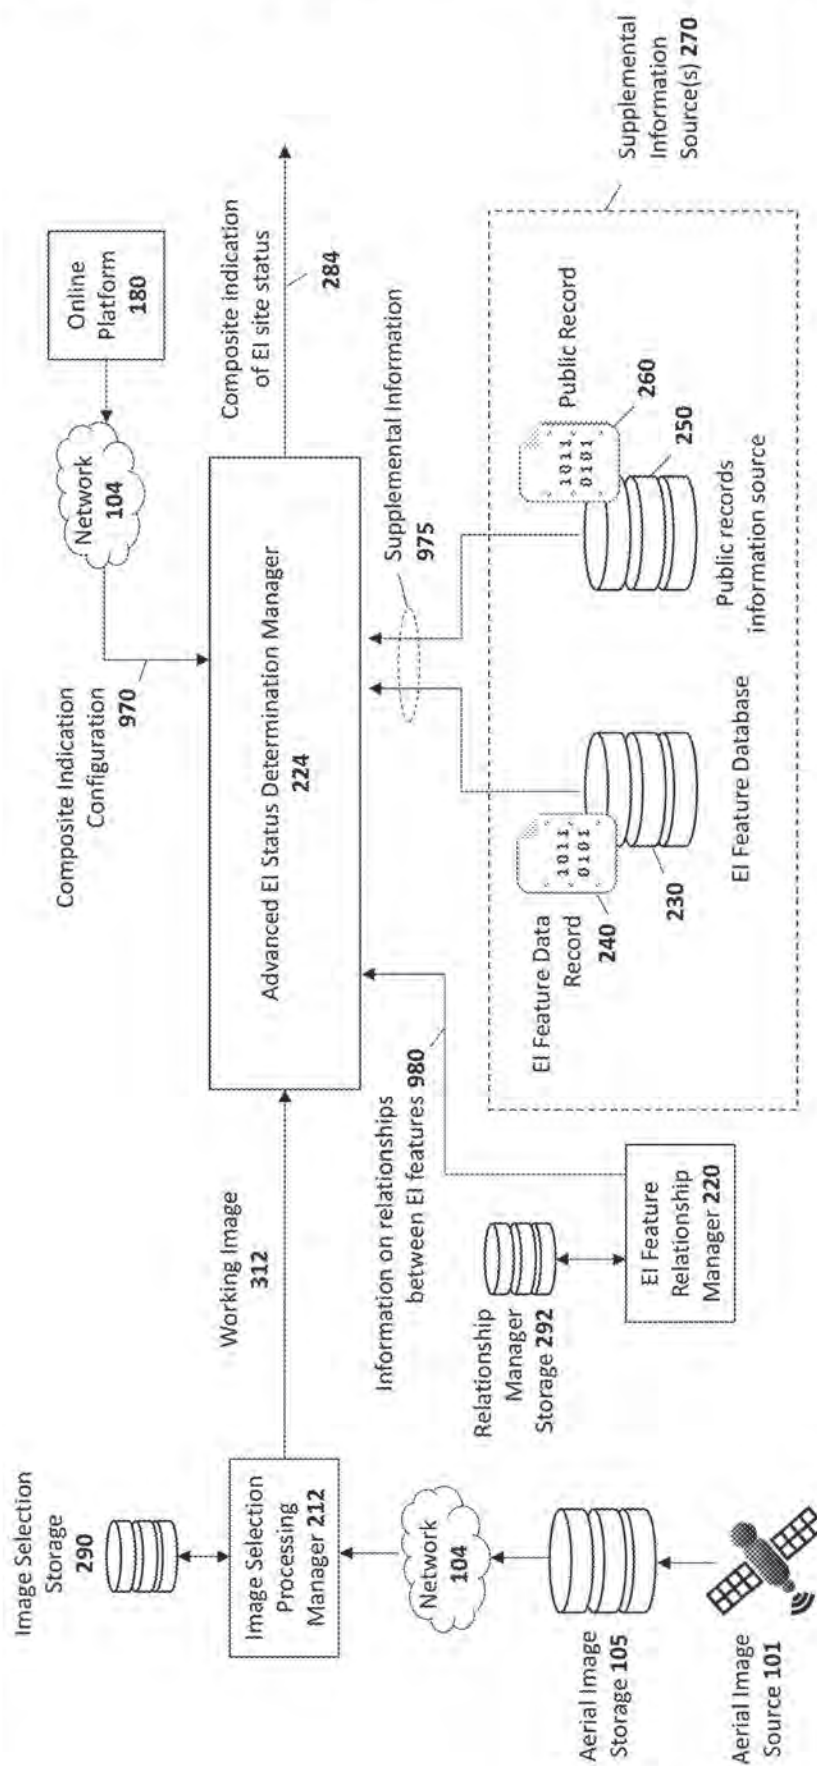 Image Selection
Storage
290
Image Selection
Processing
Manager 212
Network
104
Aerial Image
Storage 105
Aerial Image
Source 101
Working Image
312
Information on relationships
between EI features 980
Relationship
Manager
Storage 292
EI Feature
Relationship
Manager 220
Composite Indication
Configuration
970
Network
104
Online
Platform
180
Advanced EI Status Determination Manager
224
Composite indication
of EI site status
284
Supplemental Information
975
EI Feature Data
Record
240
1011
0101
230
EI Feature Database
Public Record
260
1011
0101
250
Public records
information source
Supplemental
Information
Source(s) 270